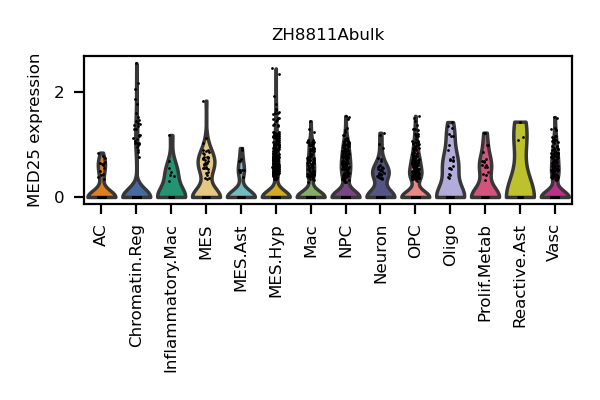 ZH8811Abulk
MED25 expression
2
0
AC
Chromatin.Reg
Inflammatory.Mac
MES
MES.Ast
MES.Hyp
Mac
NPC
Neuron
OPC
Oligo
Prolif.Metab
Reactive.Ast
Vasc